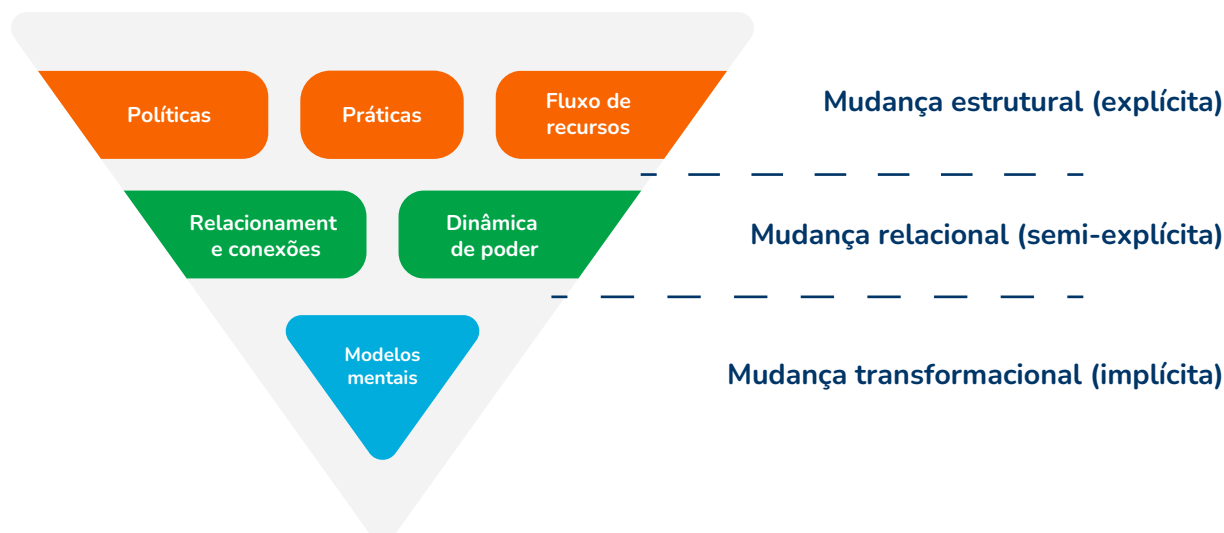 Políticas
Práticas
Fluxo de
recursos
Mudança estrutural (explícita)
Relacionament
e conexões
Dinâmica
de poder
Mudança relacional (semi-explícita)
Modelos
mentais
Mudança transformacional (implícita)